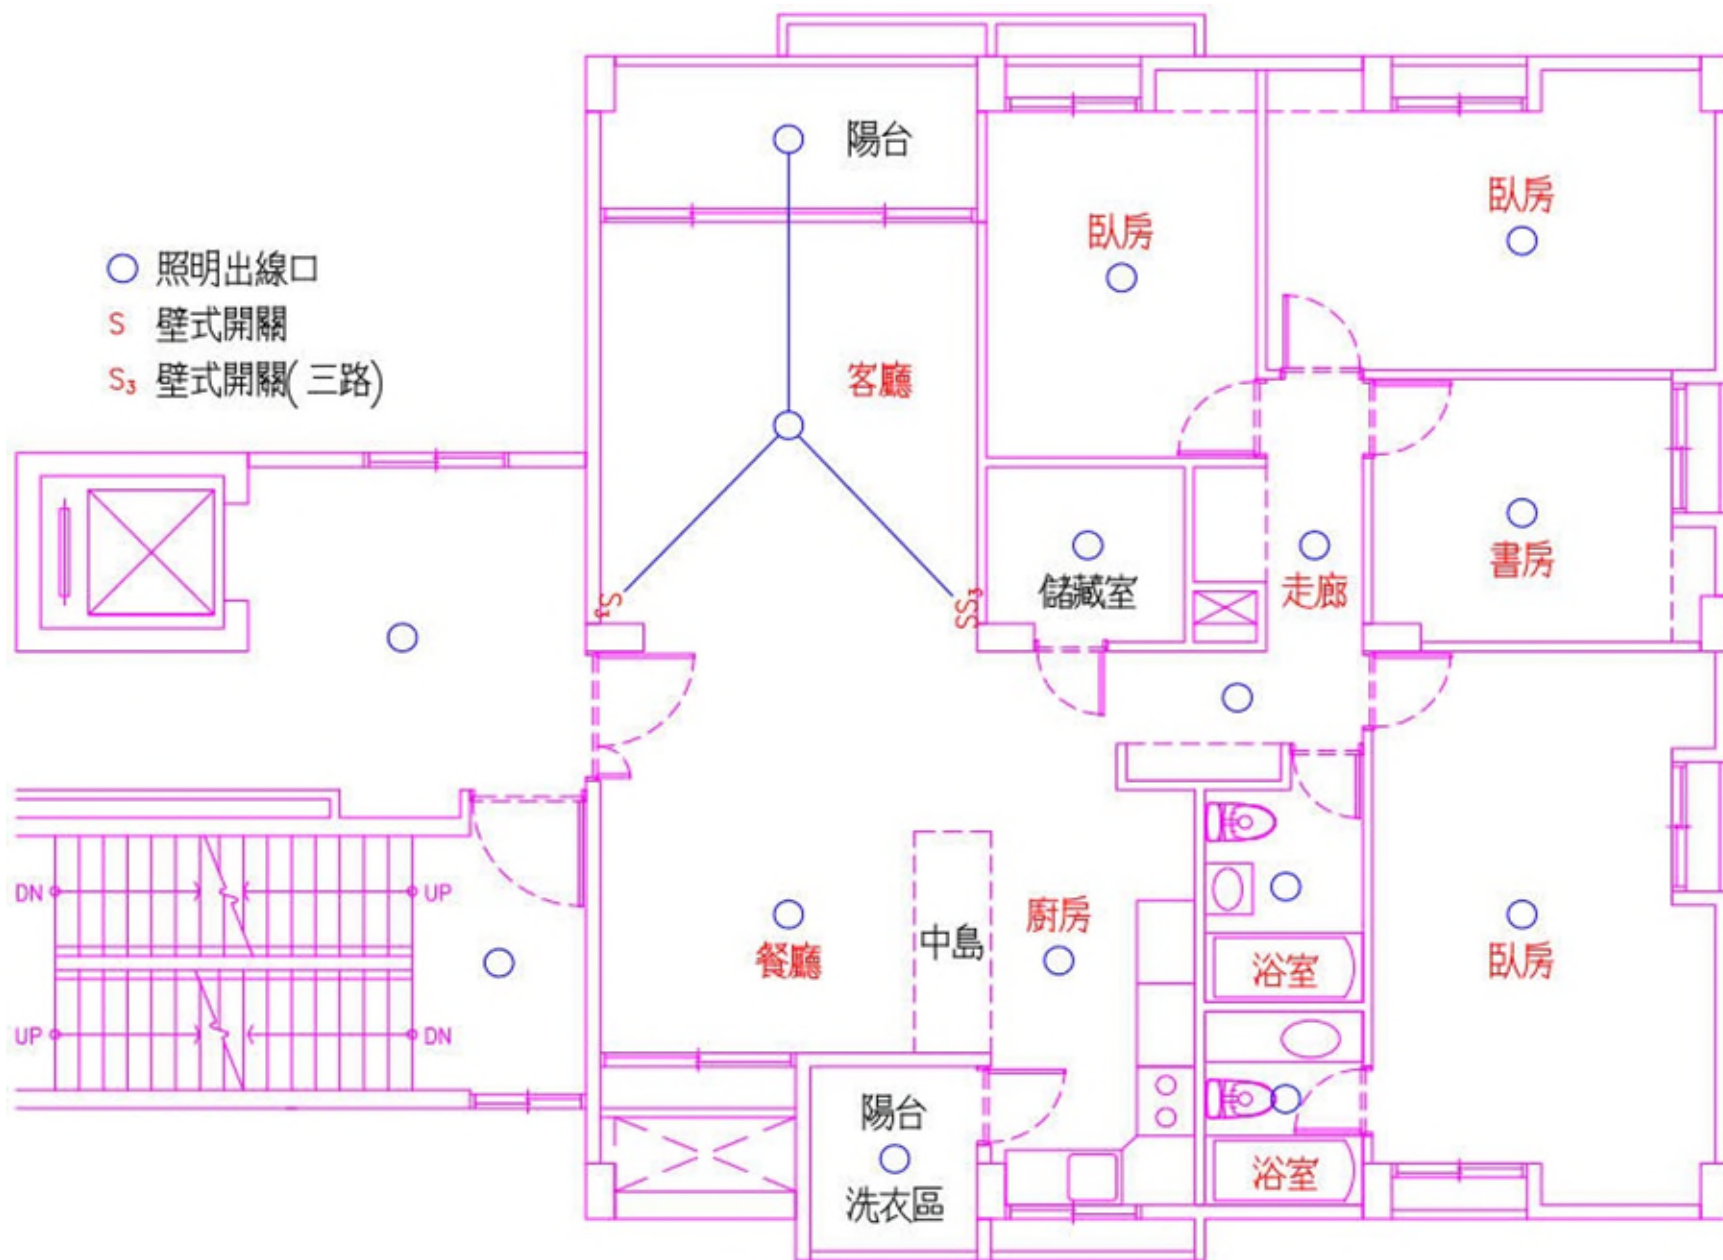 陽台
臥房
臥房
照明出線口
S 壁式開關
S₃ 壁式開關(三路)
客廳
S₃
SS₃
儲藏室
走廊
書房
DN
UP
餐廳
中島
廚房
浴室
臥房
UP
DN
陽台
洗衣區
浴室